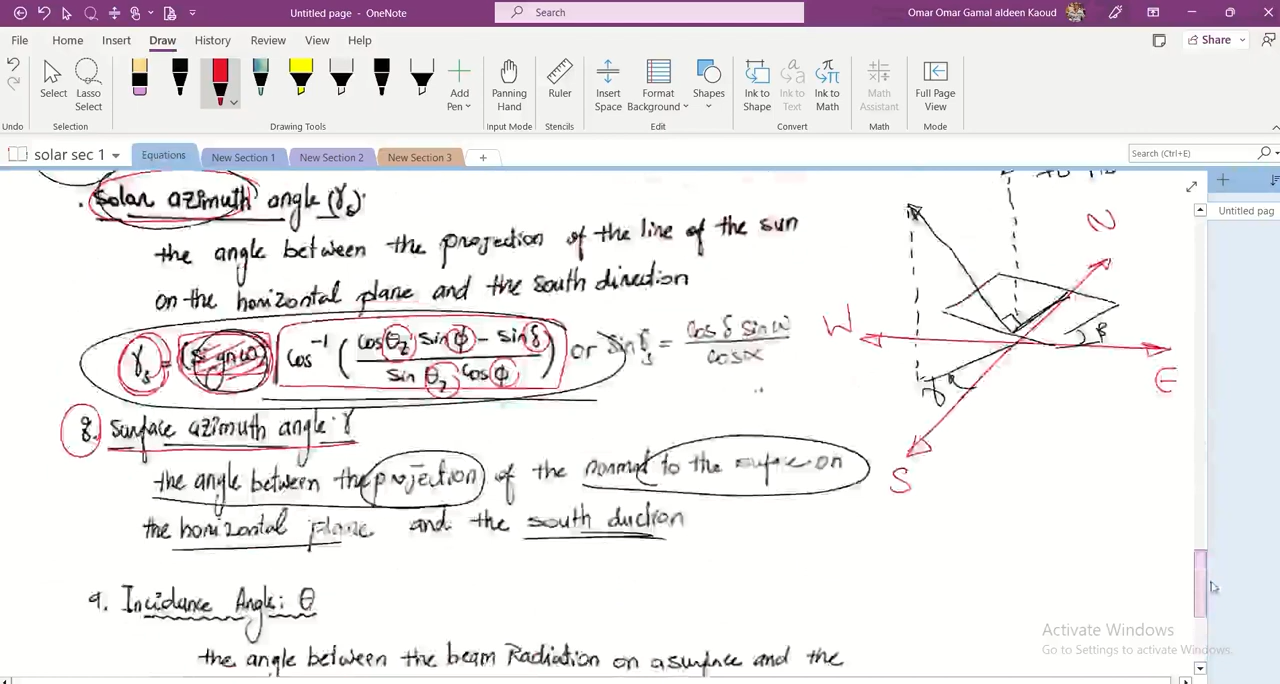 Untitled page - OneNote
Search
Omar Omar Gamal aldeen Kaoud
File Home Insert Draw History Review View Help
Share
Select
Lasso Select
Add Pen
Panning Hand
Ruler
Insert Space
Format Background
Shapes
Ink to Shape
Ink to Text
Ink to Math
Math Assistant
Full Page View
Undo Selection Drawing Tools Input Mode Stencils Edit Convert Math Mode
solar sec 1 Equations New Section 1 New Section 2 New Section 3 +
Search (Ctrl+E)
Untitled pag
. Solar azimuth angle (γs):
the angle between the projection of the line of the sun
on the horizontal plane and the south direction
γs = (sgn ω) cos⁻¹ ( (cos θz sin φ - sin δ) / (sin θz cos φ) ) or sin γs = cos δ sin ω / cos α
8. Surface azimuth angle: γ
the angle between the projection of the normal to the surface on
the horizontal plane and the south duction
9. Incidance Angle: θ
the angle between the beam Radiation on a surface and the
N
W
β
E
γ
S
Activate Windows
Go to Settings to activate Windows.